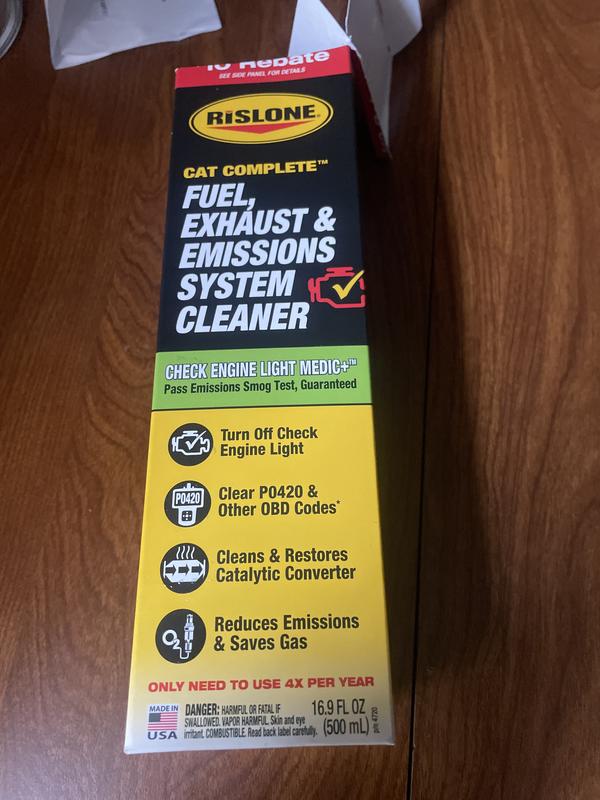 10 Rebate
SEE SIDE PANEL FOR DETAILS
RiSLONE®
CAT COMPLETE™
FUEL,
EXHAUST &
EMISSIONS
SYSTEM
CLEANER
CHECK ENGINE LIGHT MEDIC+™
Pass Emissions Smog Test, Guaranteed
Turn Off Check
Engine Light
P0420
Clear P0420 &
Other OBD Codes*
Cleans & Restores
Catalytic Converter
O2
Reduces Emissions
& Saves Gas
ONLY NEED TO USE 4X PER YEAR
MADE IN
USA
DANGER: HARMFUL OR FATAL IF
SWALLOWED. VAPOR HARMFUL. Skin and eye
irritant. COMBUSTIBLE. Read back label carefully.
16.9 FL OZ
(500 mL)
p/n 4720